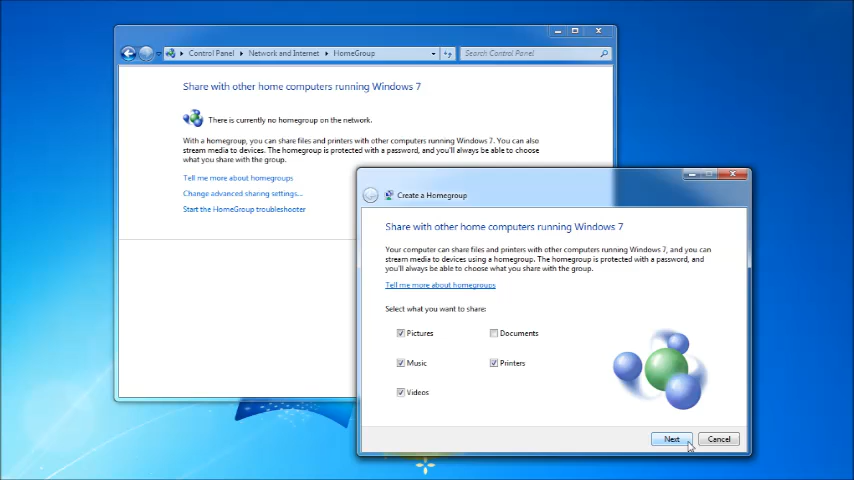 Control Panel Network and Internet HomeGroup Search Control Panel
Share with other home computers running Windows 7
There is currently no homegroup on the network.
With a homegroup, you can share files and printers with other computers running Windows 7. You can also
stream media to devices. The homegroup is protected with a password, and you'll always be able to choose
what you share with the group.
Tell me more about homegroups
Change advanced sharing settings...
Start the HomeGroup troubleshooter
Create a Homegroup
Share with other home computers running Windows 7
Your computer can share files and printers with other computers running Windows 7, and you can
stream media to devices using a homegroup. The homegroup is protected with a password, and
you'll always be able to choose what you share with the group.
Tell me more about homegroups
Select what you want to share:
Pictures Documents
Music Printers
Videos
Next Cancel